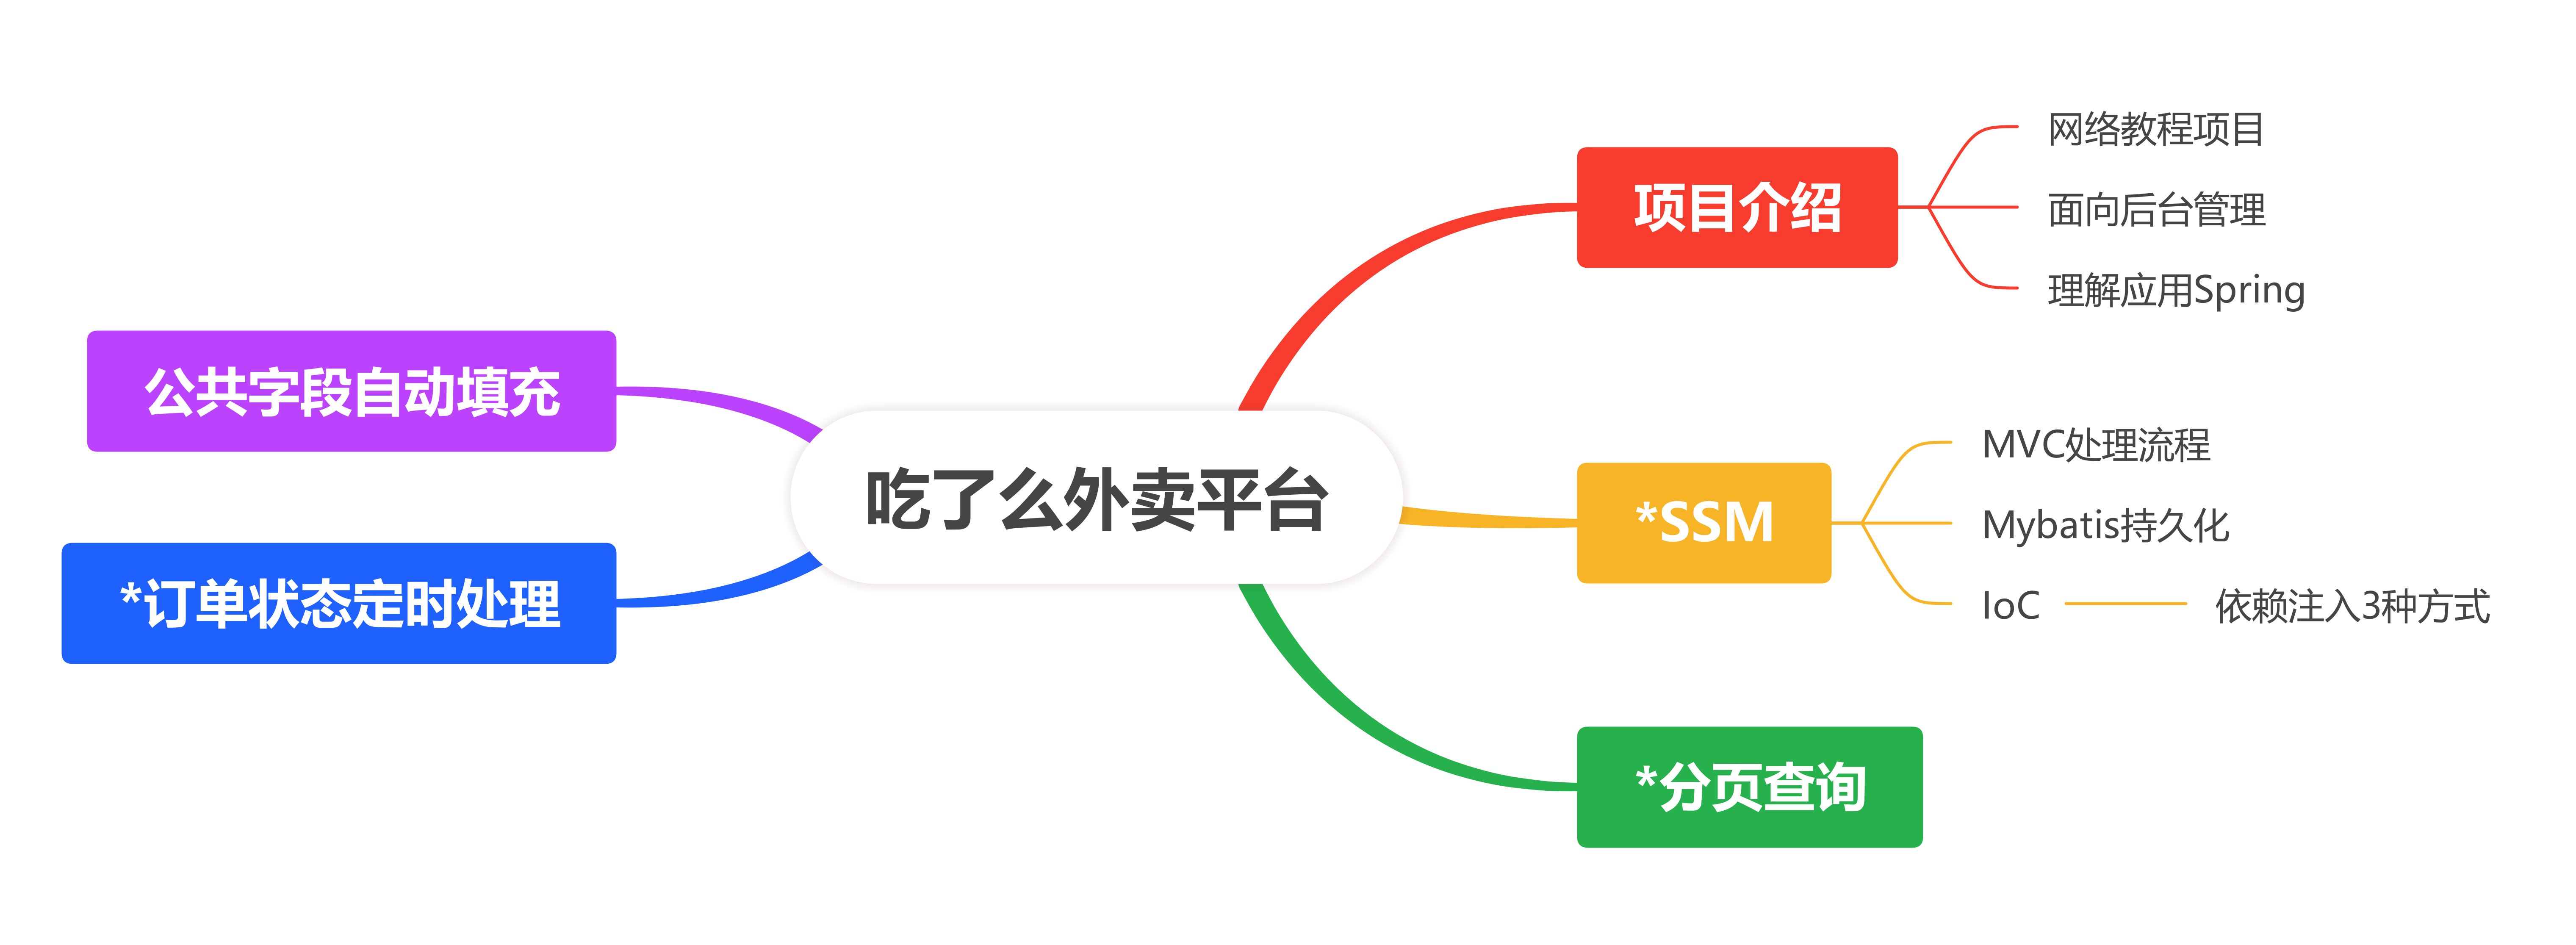 吃了么外卖平台
项目介绍
网络教程项目
面向后台管理
理解应用Spring
*SSM
MVC处理流程
Mybatis持久化
IoC
依赖注入3种方式
*分页查询
公共字段自动填充
*订单状态定时处理